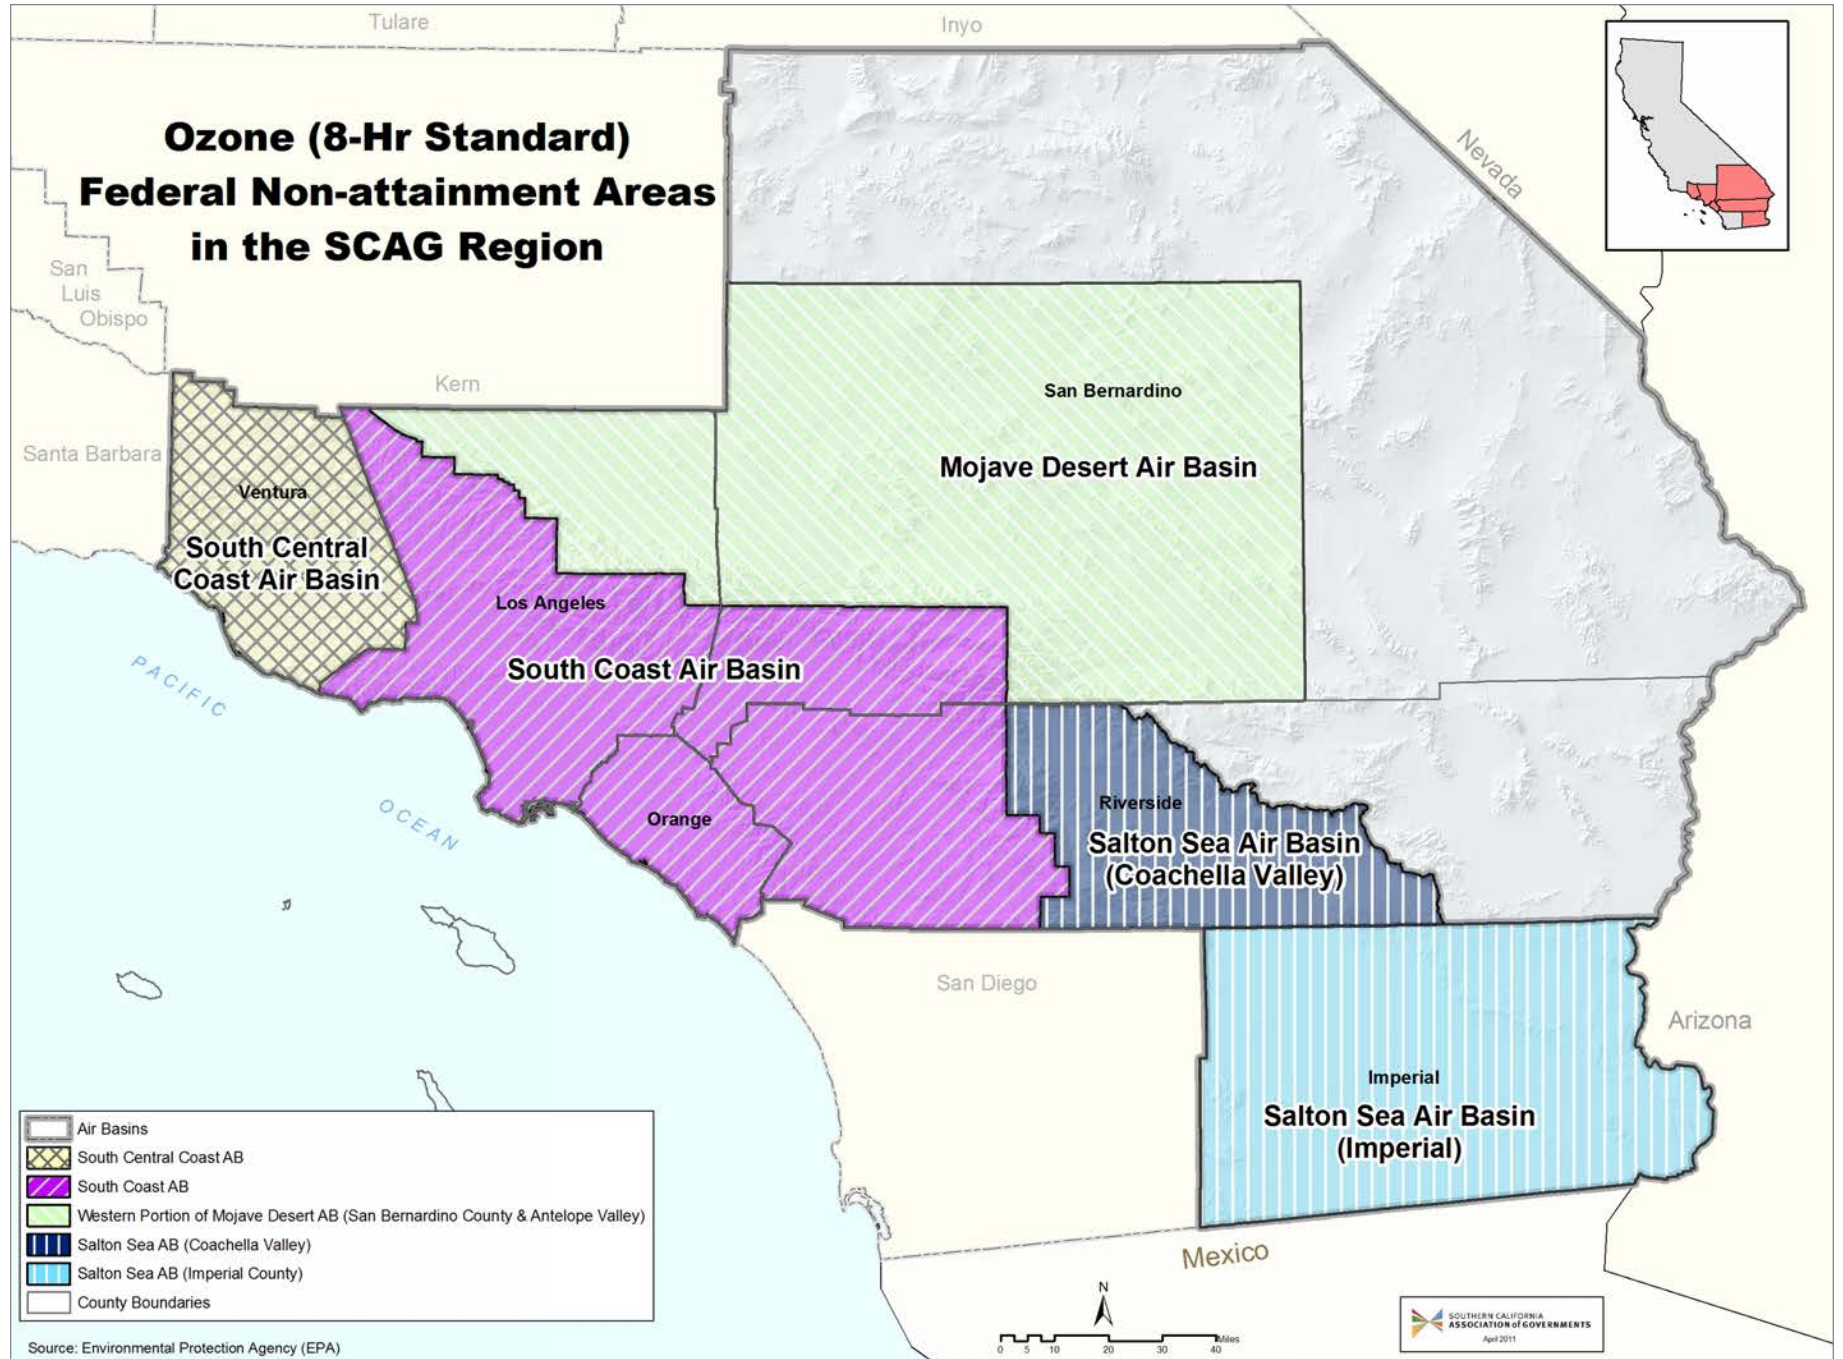 Tulare
Inyo
Ozone (8-Hr Standard)
Federal Non-attainment Areas
in the SCAG Region
Nevada
San
Luis
Obispo
Kern
San Bernardino
Mojave Desert Air Basin
Santa Barbara
Ventura
South Central
Coast Air Basin
Los Angeles
South Coast Air Basin
PACIFIC
OCEAN
Orange
Riverside
Salton Sea Air Basin
(Coachella Valley)
San Diego
Arizona
Imperial
Salton Sea Air Basin
(Imperial)
Mexico
Air Basins
South Central Coast AB
South Coast AB
Western Portion of Mojave Desert AB (San Bernardino County & Antelope Valley)
Salton Sea AB (Coachella Valley)
Salton Sea AB (Imperial County)
County Boundaries
Source: Environmental Protection Agency (EPA)
N
Miles
0 5 10 20 30 40
SOUTHERN CALIFORNIA
ASSOCIATION of GOVERNMENTS
April 2011